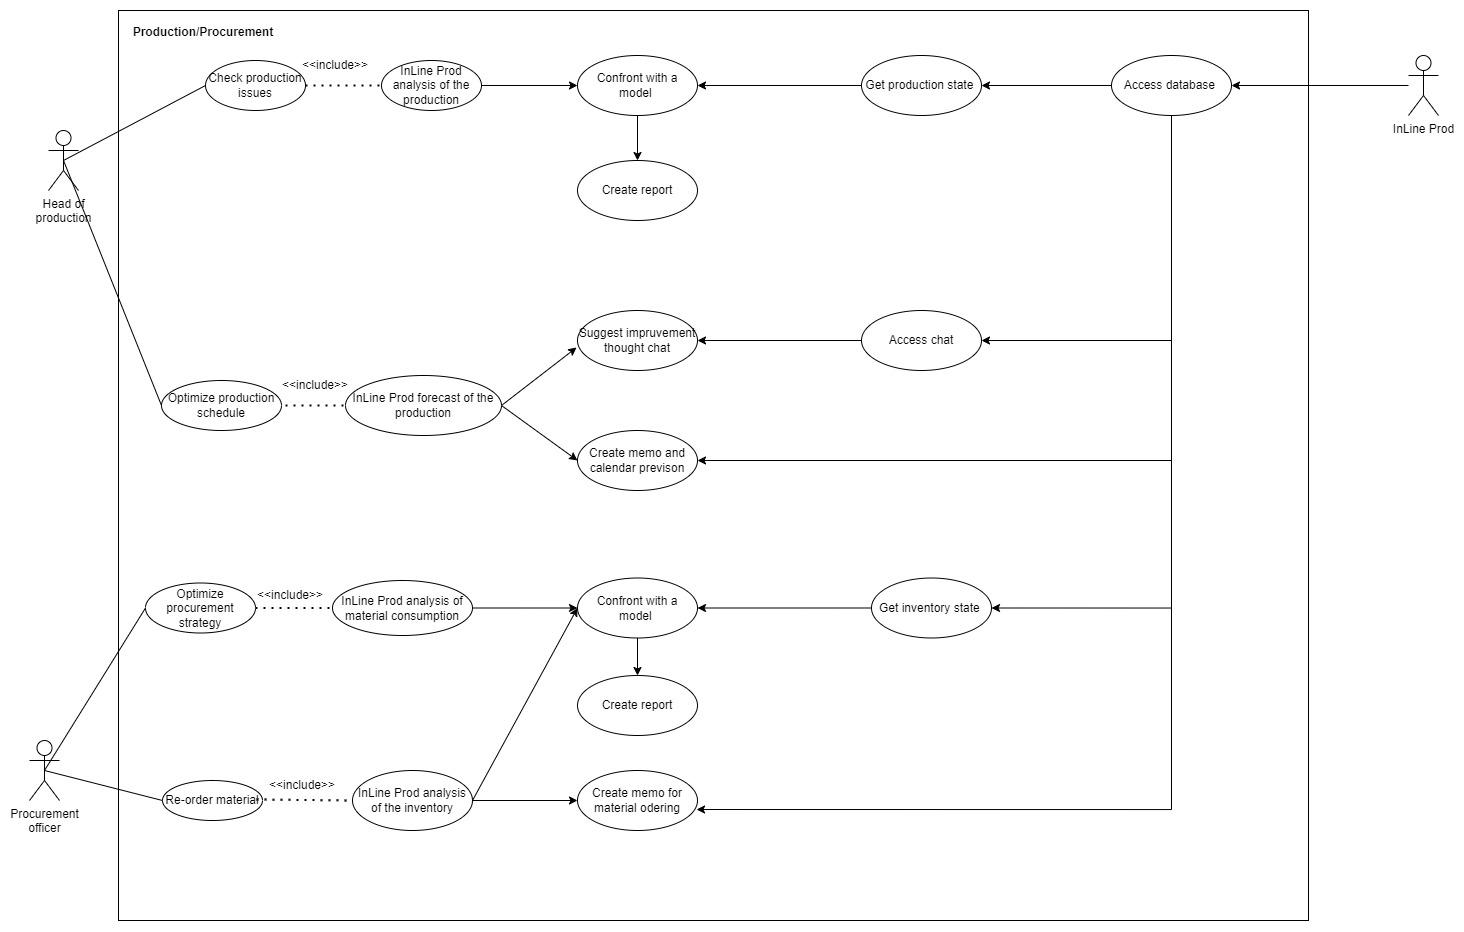 Production/Procurement
Check production
issues
<<include>>
InLine Prod
analysis of the
production
Confront with a
model
Get production state
Access database
InLine Prod
Head of
production
Create report
Suggest impruvement
thought chat
Access chat
Optimize production
schedule
<<include>>
InLine Prod forecast of the
production
Create memo and
calendar previson
Optimize
procurement
strategy
<<include>>
InLine Prod analysis of
material consumption
Confront with a
model
Get inventory state
Create report
Procurement
officer
Re-order material
<<include>>
InLine Prod analysis
of the inventory
Create memo for
material odering